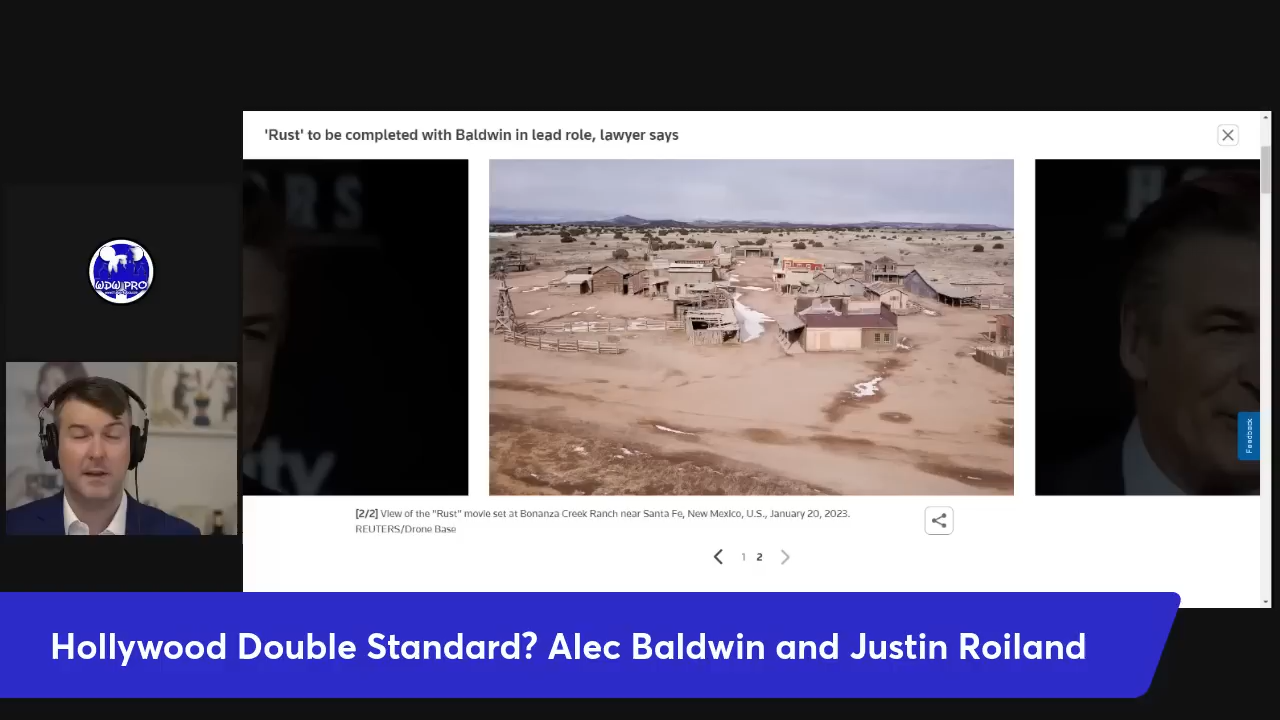 'Rust' to be completed with Baldwin in lead role, lawyer says
ORS
H
ty
WDW PRO
Feedback
[2/2] View of the "Rust" movie set at Bonanza Creek Ranch near Santa Fe, New Mexico, U.S., January 20, 2023.
REUTERS/Drone Base
1 2
Hollywood Double Standard? Alec Baldwin and Justin Roiland